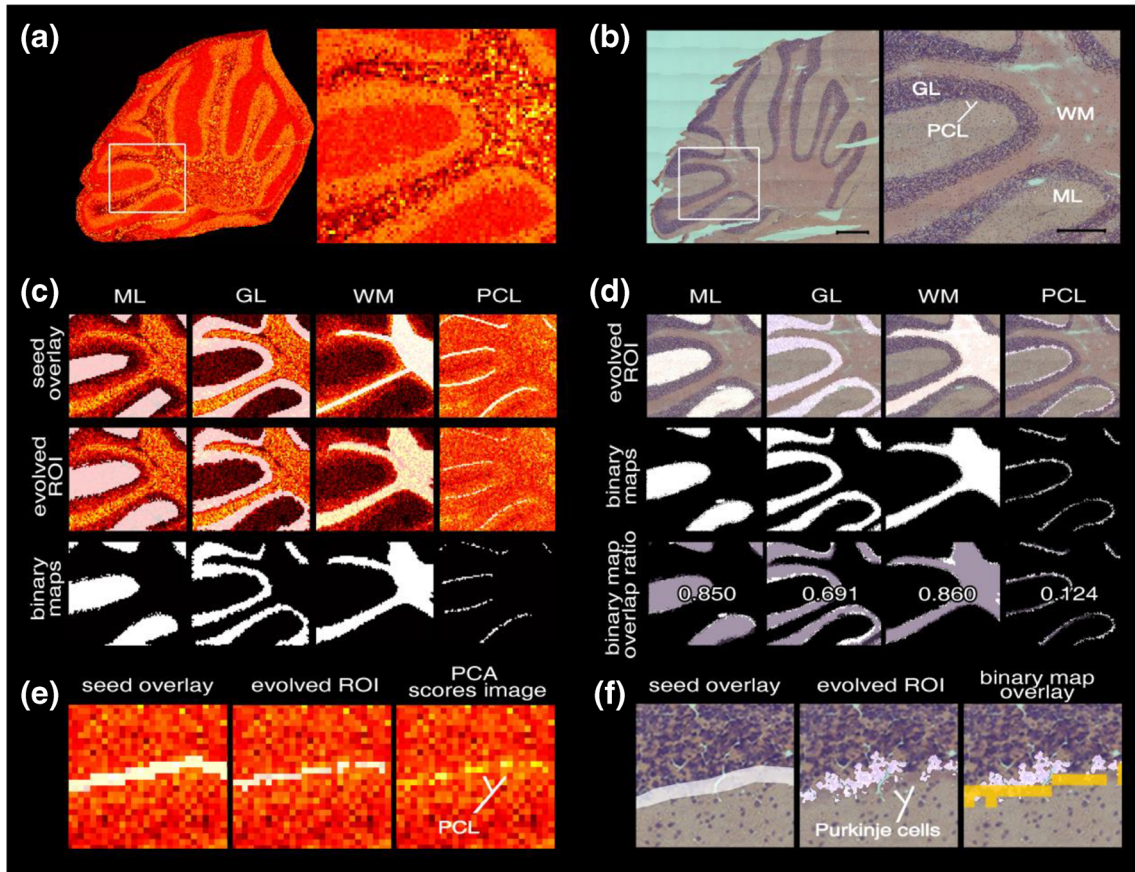 (a)
(b)
GL
PCL
WM
ML
(c)
ML GL WM PCL
seed overlay
evolved ROI
binary maps
(d)
ML GL WM PCL
evolved ROI
binary maps
binary map overlap ratio
0.850 0.691 0.860 0.124
(e)
seed overlay
evolved ROI
PCA
scores image
PCL
(f)
seed overlay
evolved ROI
binary map
overlay
Purkinje cells